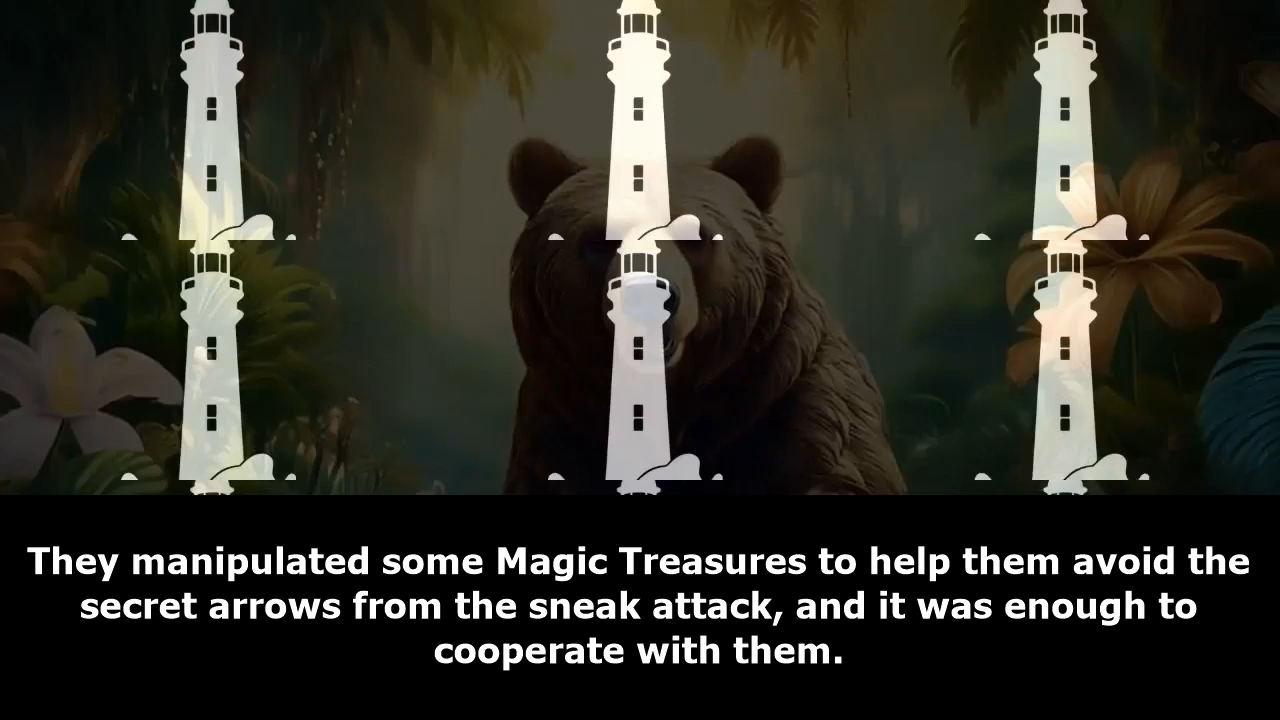 They manipulated some Magic Treasures to help them avoid the
secret arrows from the sneak attack, and it was enough to
cooperate with them.